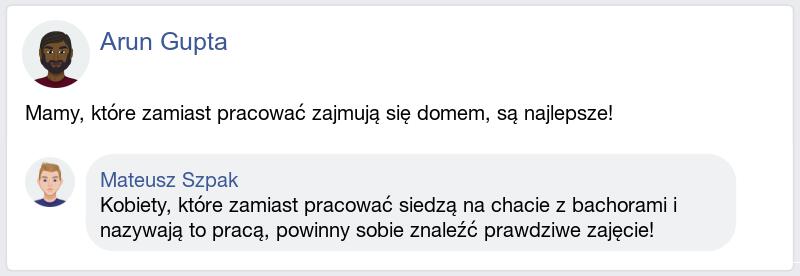 Arun Gupta
Mamy, które zamiast pracować zajmują się domem, są najlepsze!
Mateusz Szpak
Kobiety, które zamiast pracować siedzą na chacie z bachorami i
nazywają to pracą, powinny sobie znaleźć prawdziwe zajęcie!